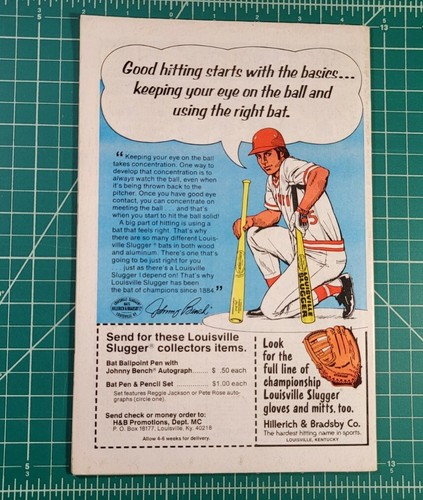 Good hitting starts with the basics...
keeping your eye on the ball and
using the right bat.
“ Keeping your eye on the ball
takes concentration. One way to
develop that concentration is to
always watch the ball, even when
it's being thrown back to the
pitcher. Once you have good eye
contact, you can concentrate on
meeting the ball . . . and that's
when you start to hit the ball solid!
A big part of hitting is using
a bat that feels right. That's why
there are so many different Louis-
ville Slugger® bats in both wood
and aluminum. There's one that's
going to be just right for you
. . . just as there's a Louisville
Slugger I depend on! That's why
Louisville Slugger has been
the bat of champions since 1884.”
Johnny Bench
LOUISVILLE
SLUGGER
Send for these Louisville
Slugger® collectors items.
Bat Ballpoint Pen with
Johnny Bench® Autograph....... $ .50 each
Bat Pen & Pencil Set ............... $1.00 each
Set features Reggie Jackson or Pete Rose auto-
graphs (circle one).
Send check or money order to:
H&B Promotions, Dept. MC
P. O. Box 18177, Louisville, Ky. 40218
Allow 4-6 weeks for delivery.
Look
for the
full line of
championship
Louisville Slugger
gloves and mitts, too.
Hillerich & Bradsby Co.
The hardest hitting name in sports.
LOUISVILLE, KENTUCKY